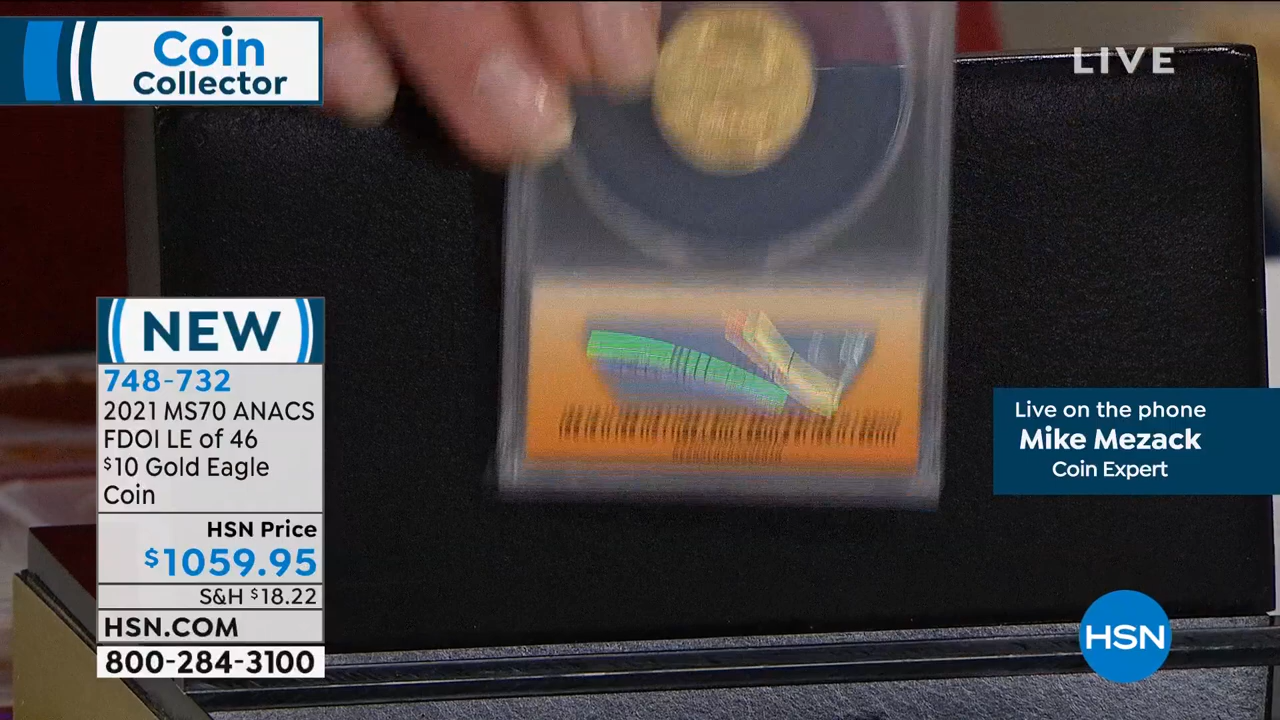 Coin
Collector
LIVE
NEW
748-732
2021 MS70 ANACS
FDOI LE of 46
$10 Gold Eagle
Coin
HSN Price
$1059.95
S&H $18.22
HSN.COM
800-284-3100
Live on the phone
Mike Mezack
Coin Expert
HSN